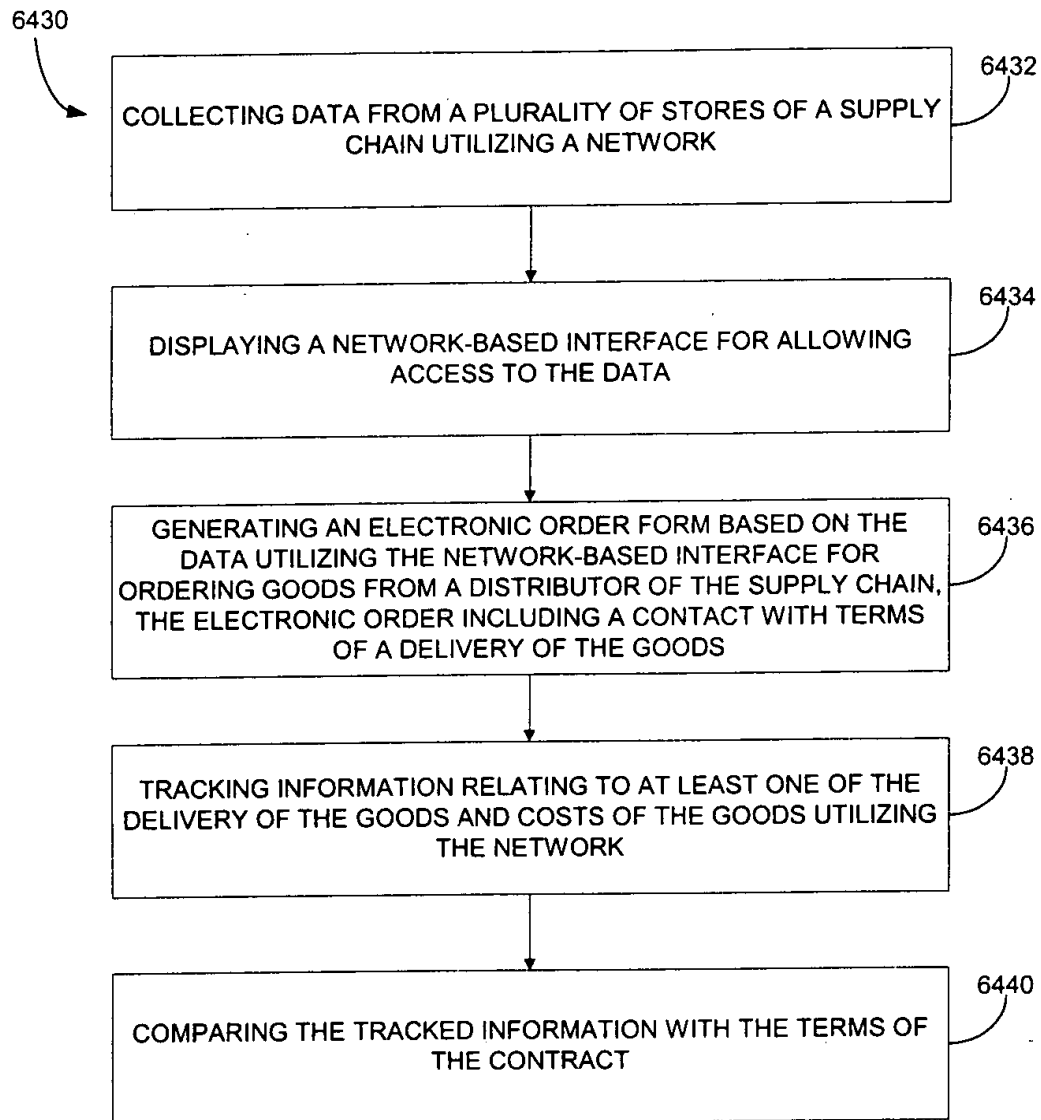 6430
6432
COLLECTING DATA FROM A PLURALITY OF STORES OF A SUPPLY
CHAIN UTILIZING A NETWORK
6434
DISPLAYING A NETWORK-BASED INTERFACE FOR ALLOWING
ACCESS TO THE DATA
6436
GENERATING AN ELECTRONIC ORDER FORM BASED ON THE
DATA UTILIZING THE NETWORK-BASED INTERFACE FOR
ORDERING GOODS FROM A DISTRIBUTOR OF THE SUPPLY CHAIN,
THE ELECTRONIC ORDER INCLUDING A CONTACT WITH TERMS
OF A DELIVERY OF THE GOODS
6438
TRACKING INFORMATION RELATING TO AT LEAST ONE OF THE
DELIVERY OF THE GOODS AND COSTS OF THE GOODS UTILIZING
THE NETWORK
6440
COMPARING THE TRACKED INFORMATION WITH THE TERMS OF
THE CONTRACT